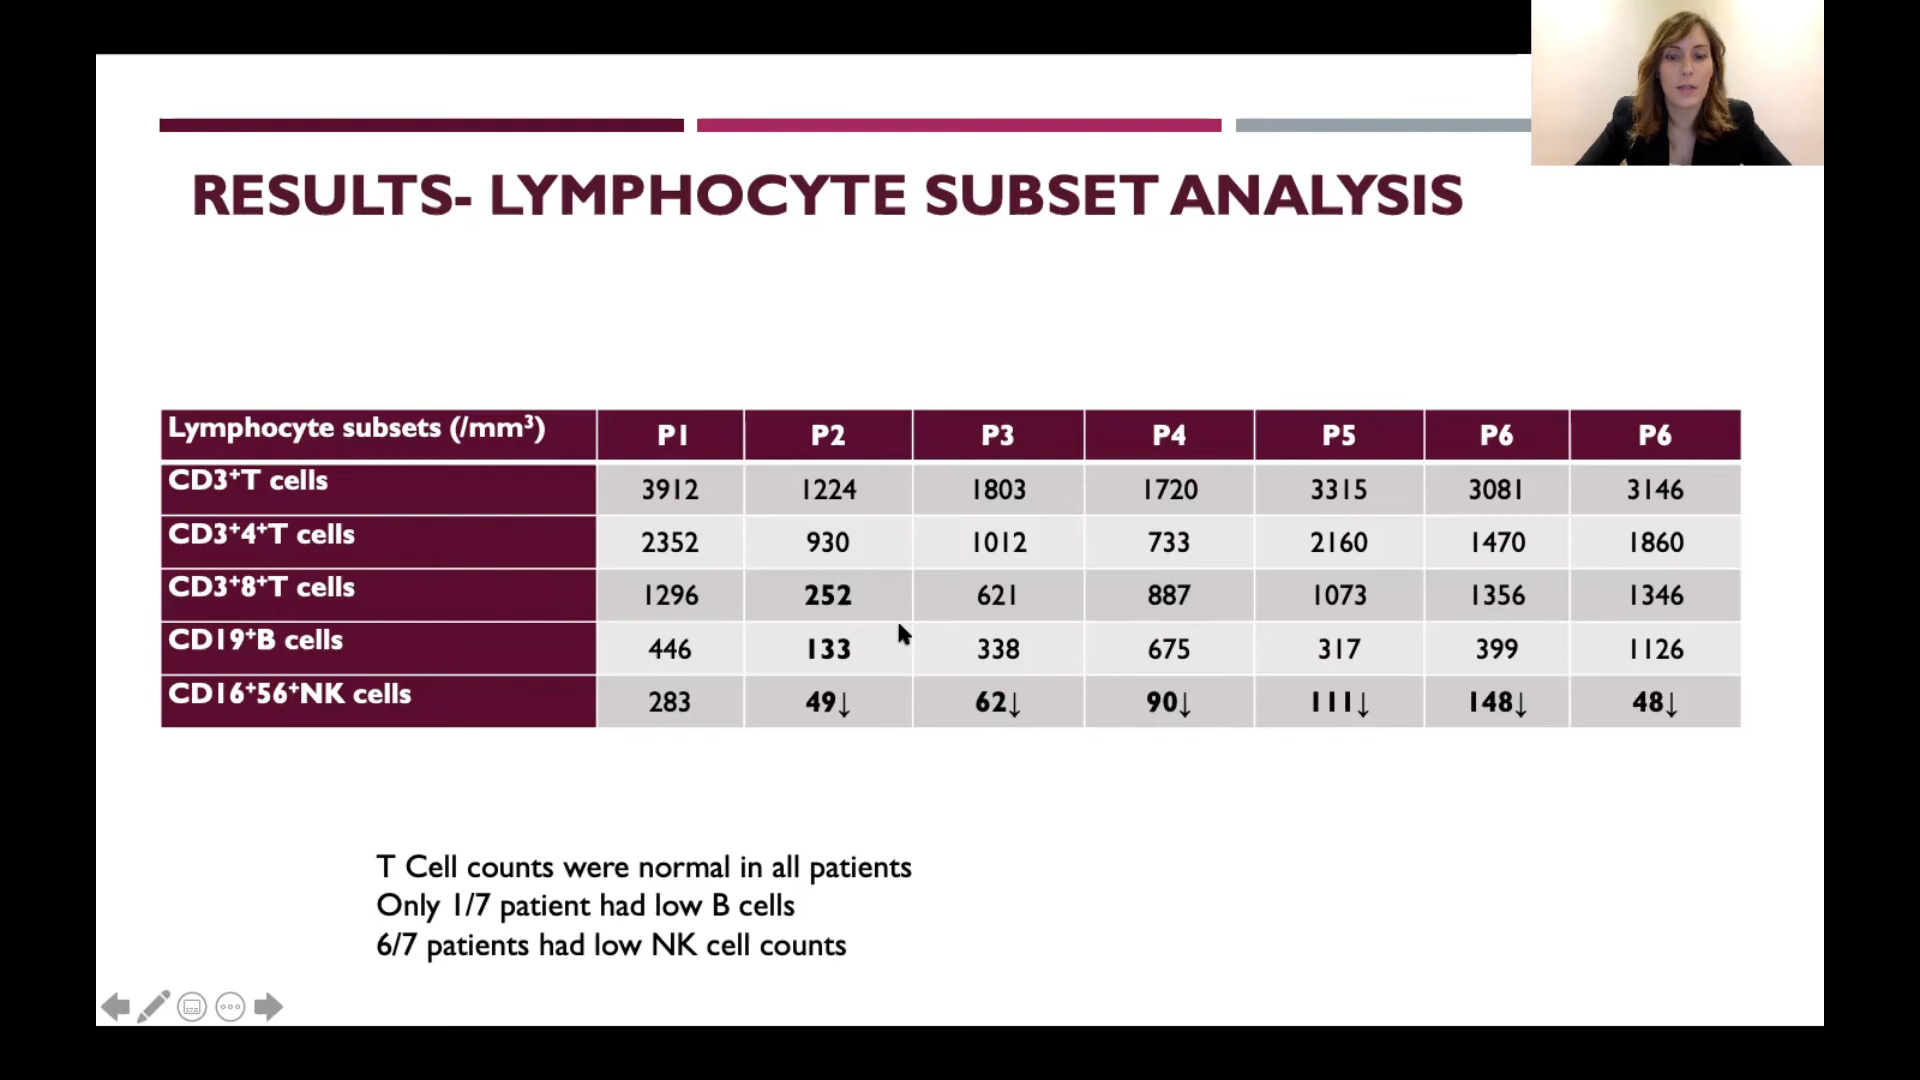 RESULTS- LYMPHOCYTE SUBSET ANALYSIS
Lymphocyte subsets (/mm³) P1 P2 P3 P4 P5 P6 P6
CD3⁺T cells 3912 1224 1803 1720 3315 3081 3146
CD3⁺4⁺T cells 2352 930 1012 733 2160 1470 1860
CD3⁺8⁺T cells 1296 252 621 887 1073 1356 1346
CD19⁺B cells 446 133 338 675 317 399 1126
CD16⁺56⁺NK cells 283 49↓ 62↓ 90↓ 111↓ 148↓ 48↓
T Cell counts were normal in all patients
Only 1/7 patient had low B cells
6/7 patients had low NK cell counts